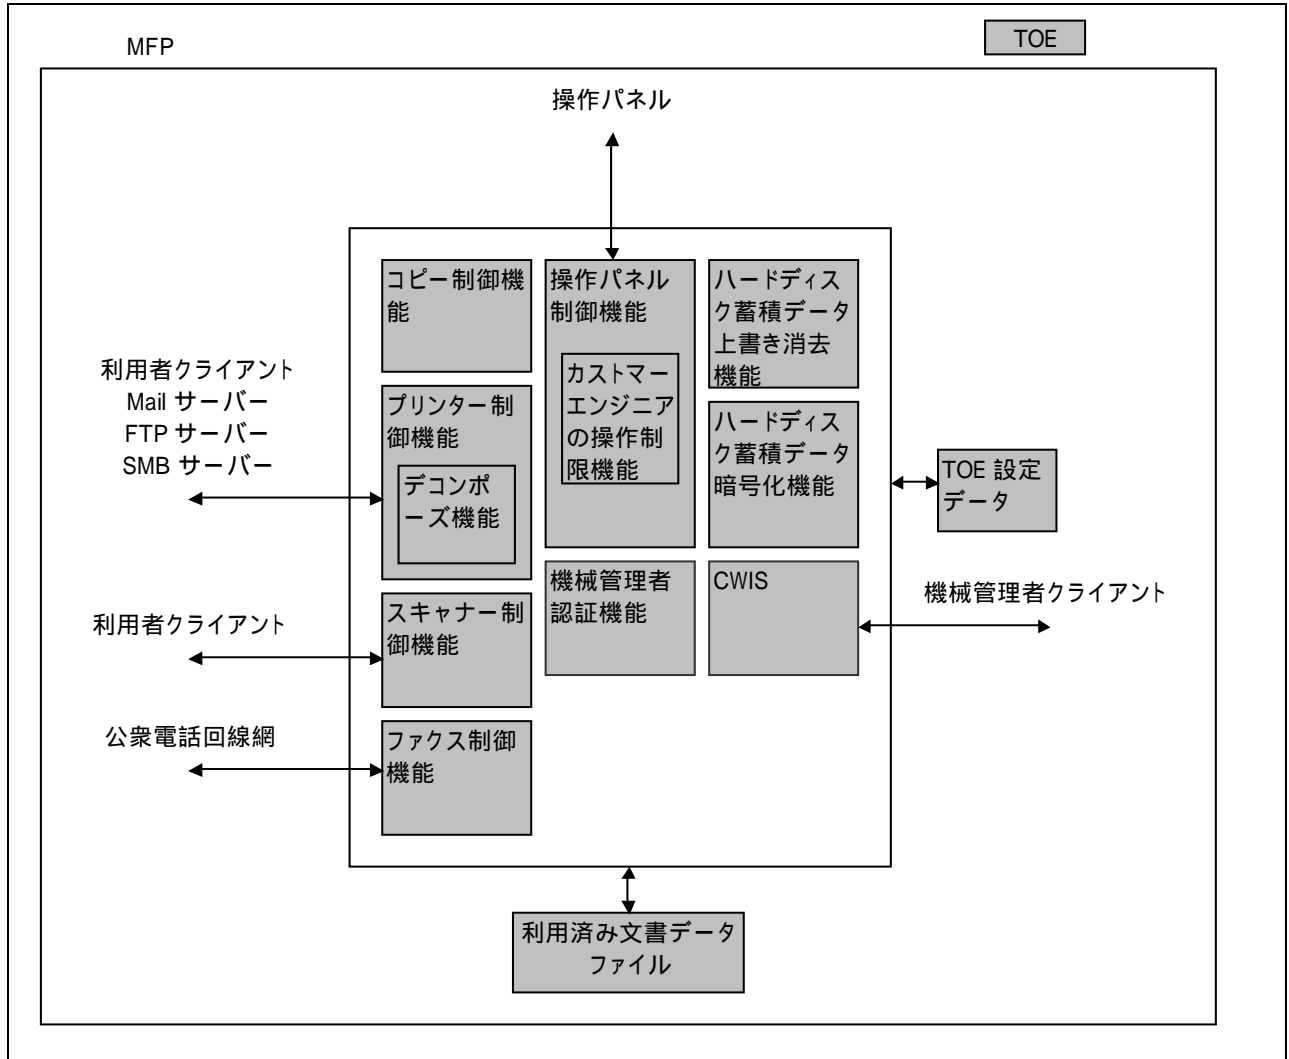 MFP
TOE
操作パネル
コピー制御機
能
操作パネル
制御機能
カストマー
エンジニア
の操作制
限機能
ハードディス
ク蓄積データ
上書き消去
機能
利用者クライアント
Mail サーバー
FTP サーバー
SMB サーバー
プリンター制
御機能
デコンポ
ーズ機能
ハードディス
ク蓄積データ
暗号化機能
TOE 設定
データ
機械管理者
認証機能
CWIS
機械管理者クライアント
利用者クライアント
スキャナー制
御機能
公衆電話回線網
ファクス制御
機能
利用済み文書データ
ファイル